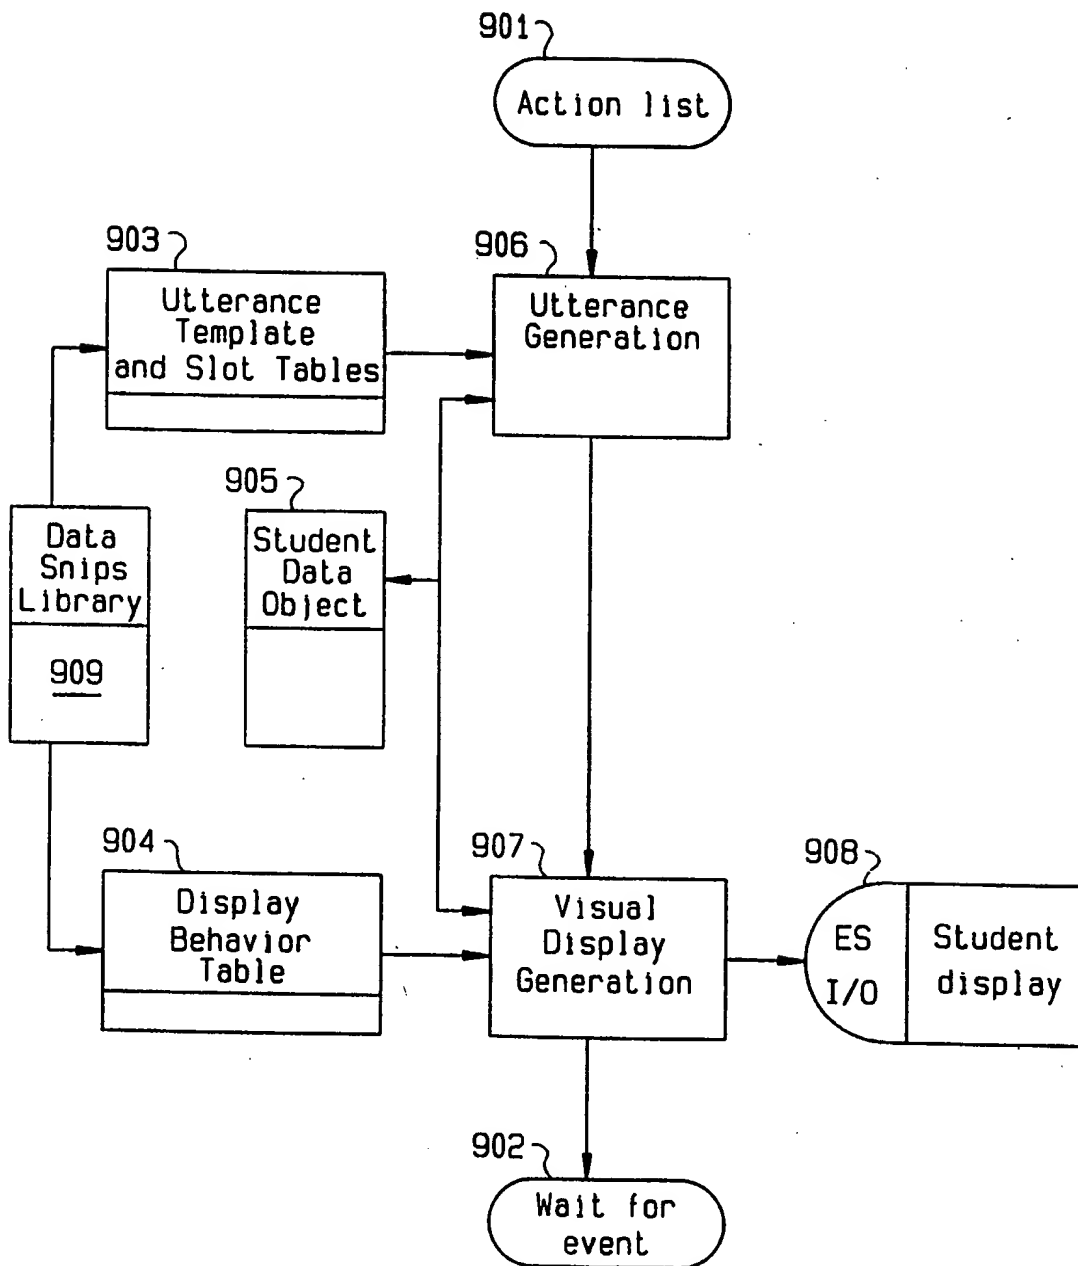 901
Action list
903
Utterance
Template
and Slot Tables
906
Utterance
Generation
905
Student
Data
Object
Data
Snips
Library
909
904
Display
Behavior
Table
907
Visual
Display
Generation
908
ES
I/O
Student
display
902
Wait for
event